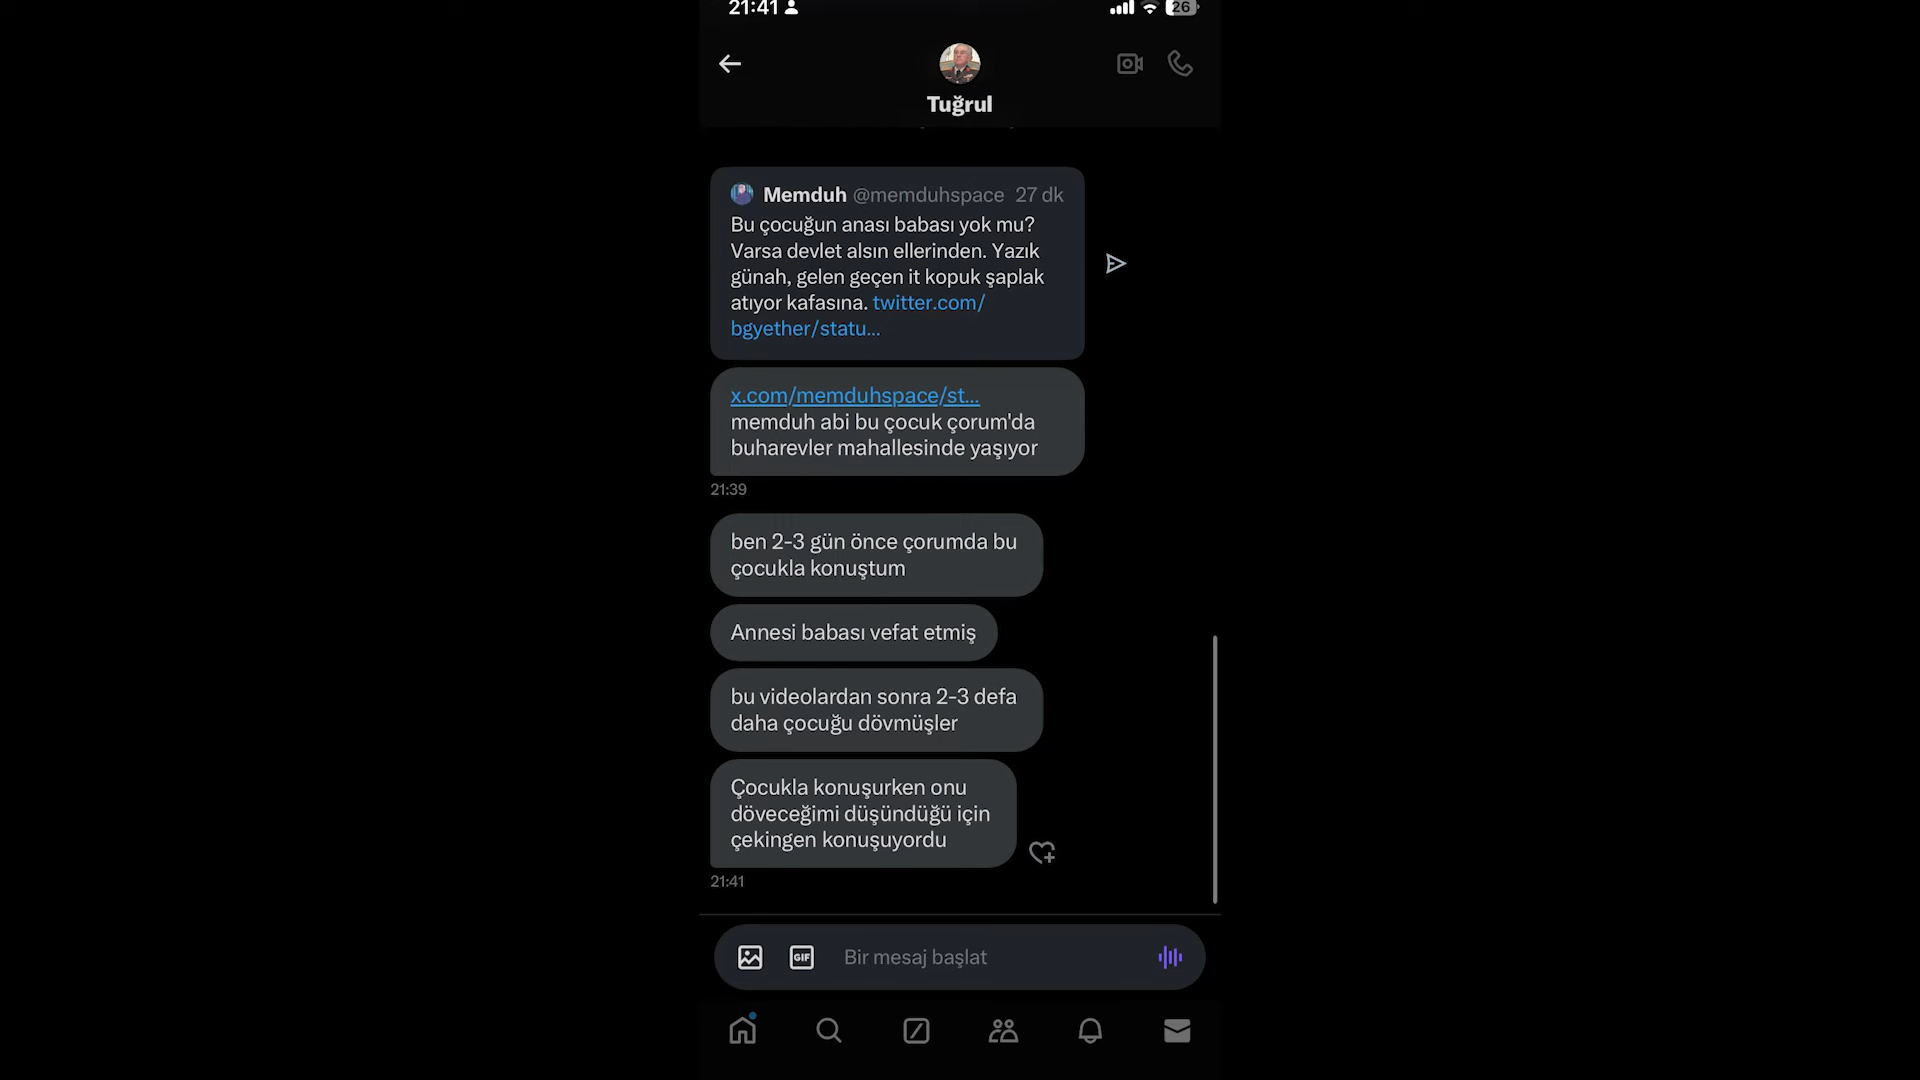 21:41
26
Tuğrul
Memduh @memduhspace 27 dk
Bu çocuğun anası babası yok mu?
Varsa devlet alsın ellerinden. Yazık
günah, gelen geçen it kopuk şaplak
atıyor kafasına. twitter.com/
bgyether/statu...
x.com/memduhspace/st...
memduh abi bu çocuk çorum'da
buharevler mahallesinde yaşıyor
21:39
ben 2-3 gün önce çorumda bu
çocukla konuştum
Annesi babası vefat etmiş
bu videolardan sonra 2-3 defa
daha çocuğu dövmüşler
Çocukla konuşurken onu
döveceğimi düşündüğü için
çekingen konuşuyordu
21:41
GIF
Bir mesaj başlat